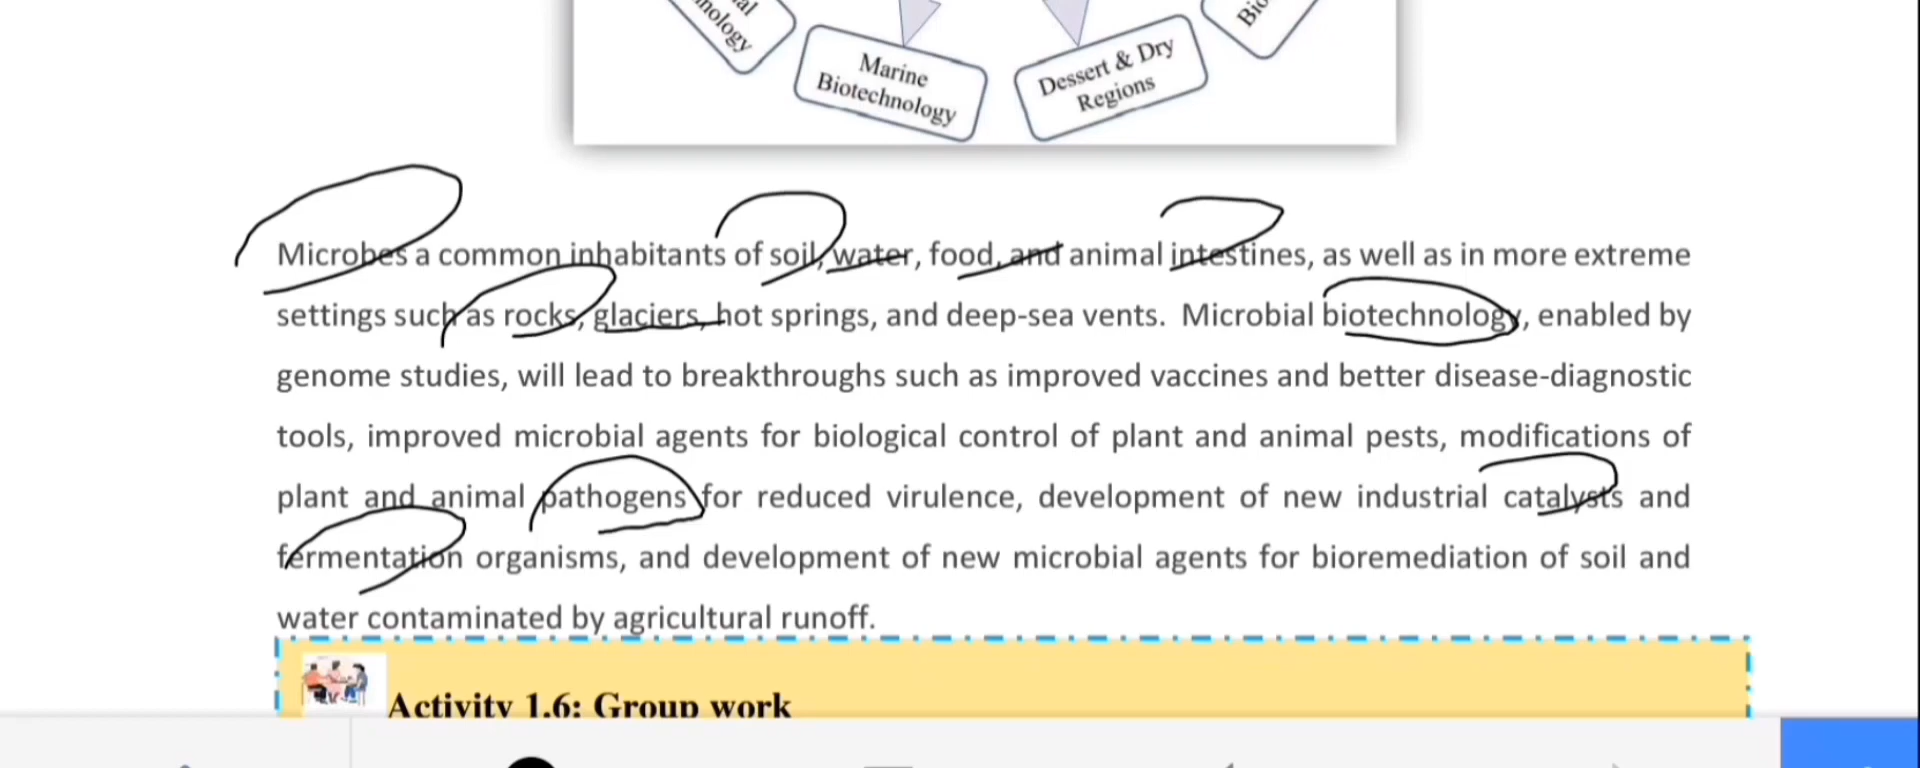 nology
Marine
Biotechnology
Dessert & Dry
Regions
Microbes a common inhabitants of soil, water, food, and animal intestines, as well as in more extreme
settings such as rocks, glaciers, hot springs, and deep-sea vents. Microbial biotechnology, enabled by
genome studies, will lead to breakthroughs such as improved vaccines and better disease-diagnostic
tools, improved microbial agents for biological control of plant and animal pests, modifications of
plant and animal pathogens for reduced virulence, development of new industrial catalysts and
fermentation organisms, and development of new microbial agents for bioremediation of soil and
water contaminated by agricultural runoff.
Activity 1.6: Group work